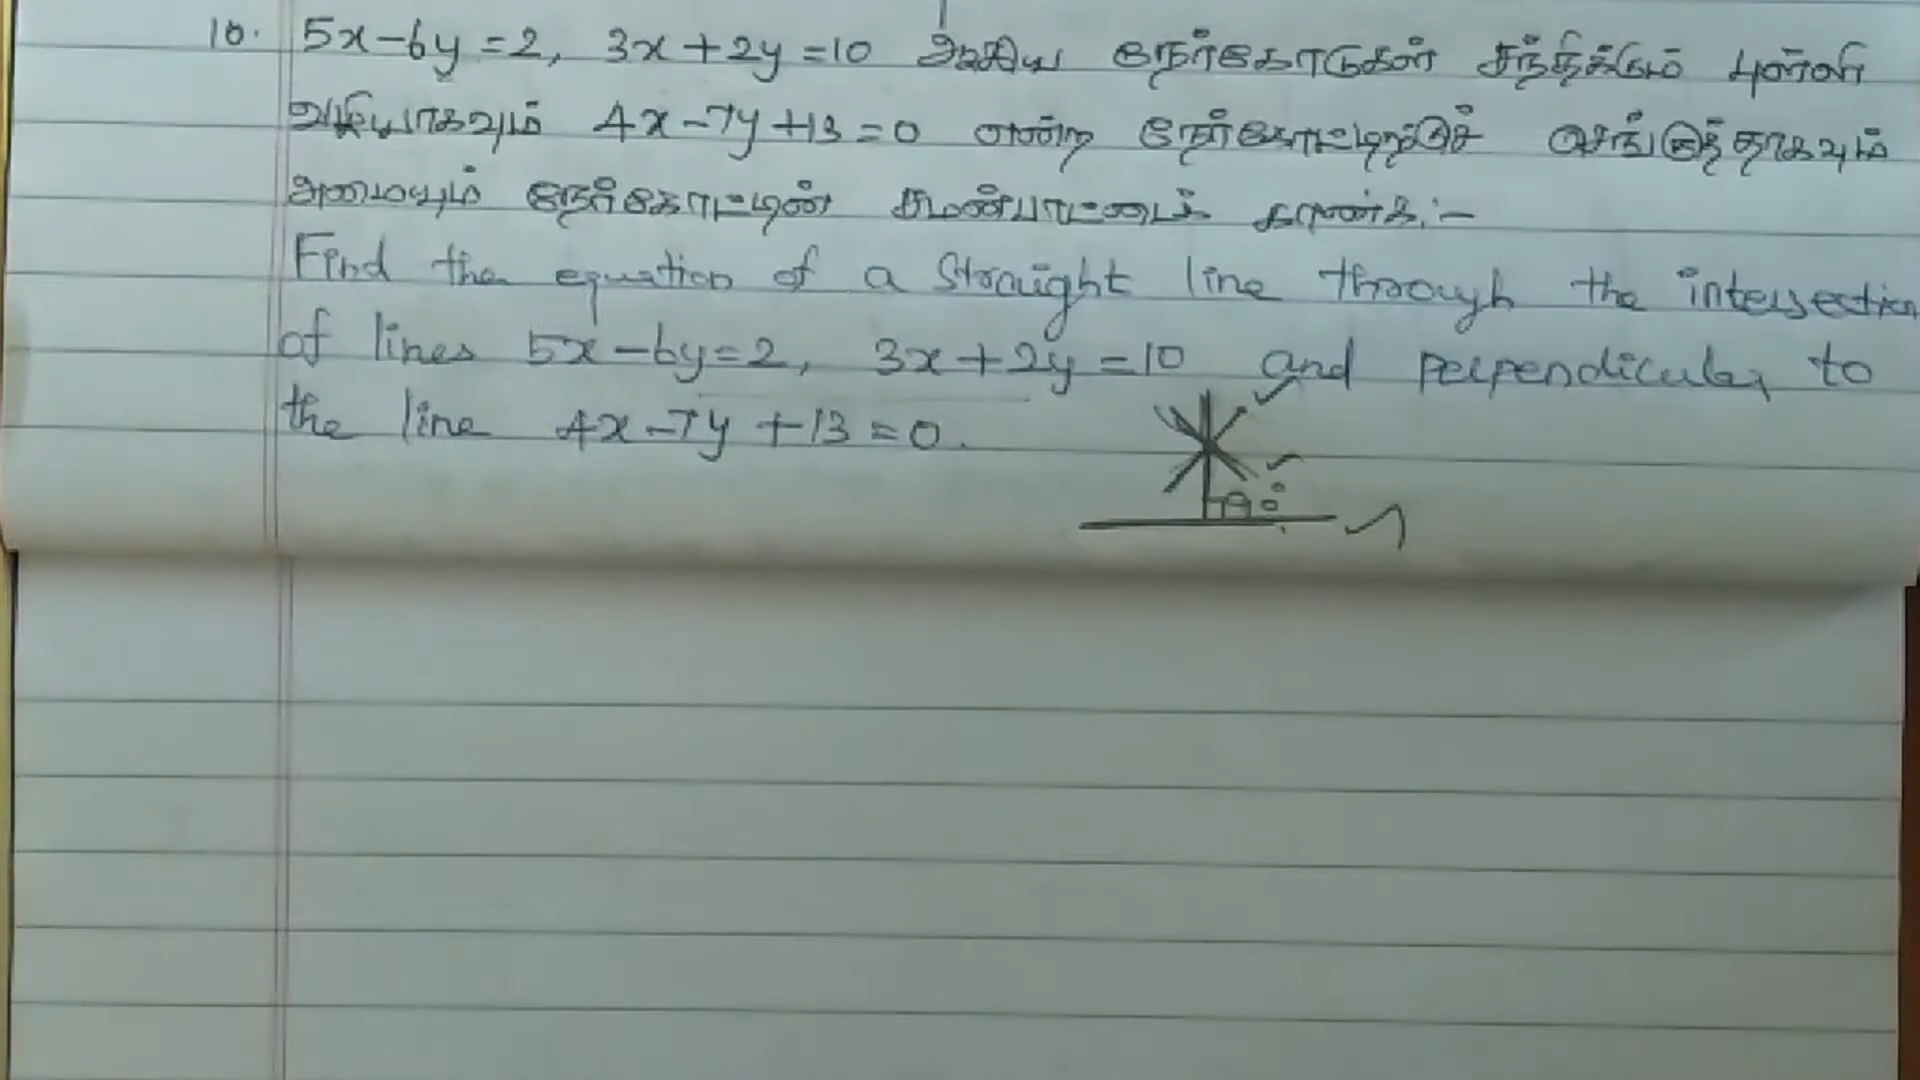 10. 5x-6y=2, 3x+2y=10 ஆகிய நேர்கோடுகள் சந்திக்கும் புள்ளி
வழியாகவும் 4x-7y+13=0 என்ற நேர்கோட்டிற்குச் செங்குத்தாகவும்
அமையும் நேர்கோட்டின் சமன்பாட்டைக் காண்க:-
Find the equation of a straight line through the intersection
of lines 5x-6y=2, 3x+2y=10 and perpendicular to
the line 4x-7y+13=0.
90°